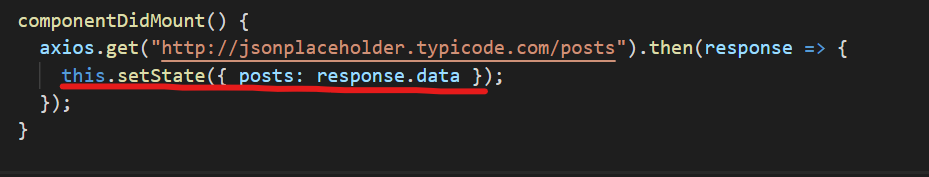 componentDidMount() {
axios.get("http://jsonplaceholder.typicode.com/posts").then(response => {
this.setState({ posts: response.data });
});
}